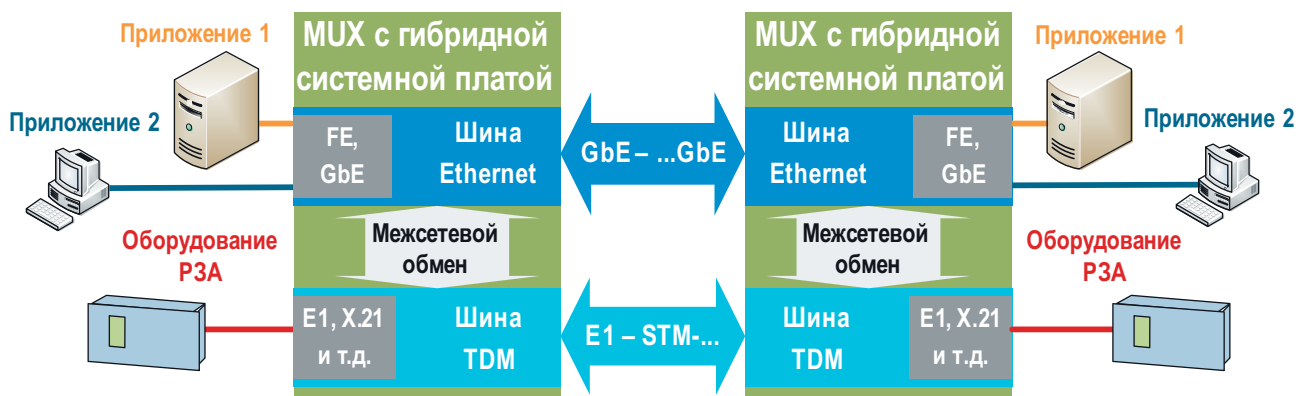 Приложение 1
MUX с гибридной
системной платой
MUX с гибридной
системной платой
Приложение 1
Приложение 2
FE,
GbE
Шина
Ethernet
GbE – ...GbE
Шина
Ethernet
FE,
GbE
Приложение 2
Оборудование
РЗА
Межсетевой
обмен
Межсетевой
обмен
Оборудование
РЗА
E1, X.21
и т.д.
Шина
TDM
E1 – STM-...
Шина
TDM
E1, X.21
и т.д.